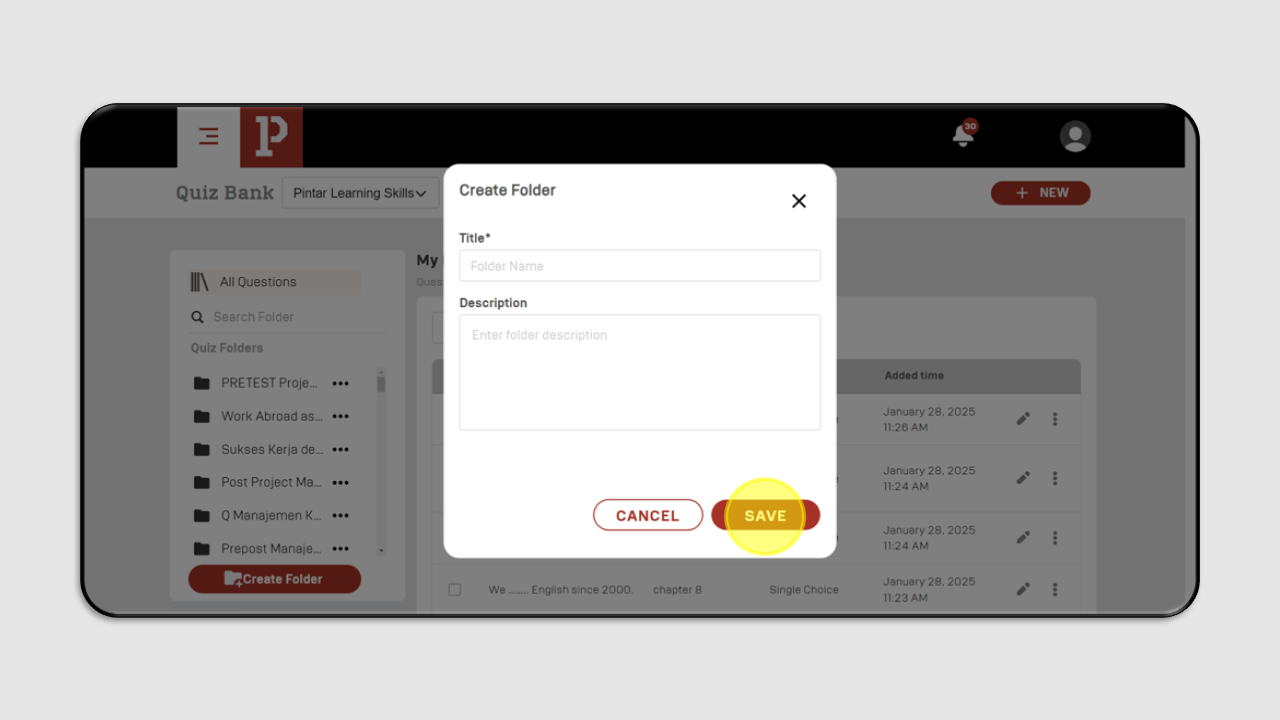 P
30
Quiz Bank
Pintar Learning Skills
+ NEW
All Questions
Search Folder
Quiz Folders
PRETEST Proje...
Work Abroad as...
Sukses Kerja de...
Post Project Ma...
Q Manajemen K...
Prepost Manaje...
Create Folder
My
Ques
Create Folder
Title*
Folder Name
Description
Enter folder description
CANCEL
SAVE
Added time
January 28, 2025
11:26 AM
January 28, 2025
11:24 AM
January 28, 2025
11:24 AM
We ....... English since 2000. chapter 8 Single Choice
January 28, 2025
11:23 AM